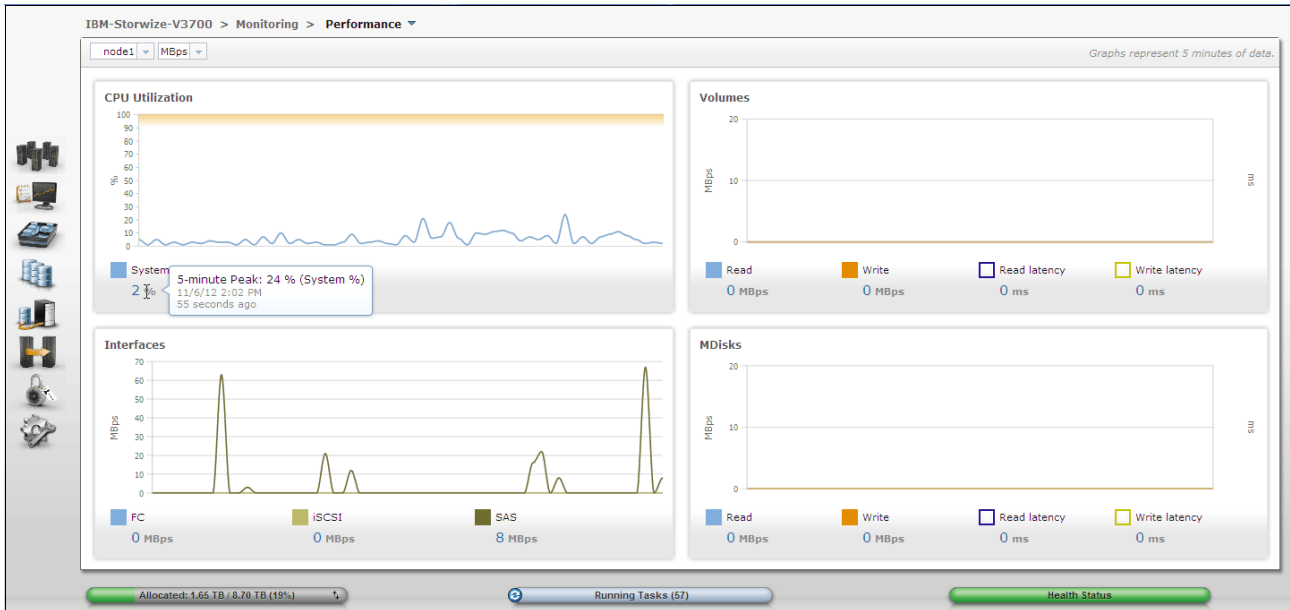 IBM-Storwize-V3700 > Monitoring > Performance
node1 MBps Graphs represent 5 minutes of data.
CPU Utilization
100
90
80
70
60
50
40
30
20
10
0
%
System
2 %
5-minute Peak: 24 % (System %)
11/6/12 2:02 PM
55 seconds ago
Volumes
20
10
0
MBps
ms
Read Write Read latency Write latency
0 MBps 0 MBps 0 ms 0 ms
Interfaces
70
60
50
40
30
20
10
0
MBps
FC iSCSI SAS
0 MBps 0 MBps 8 MBps
MDisks
20
10
0
MBps
ms
Read Write Read latency Write latency
0 MBps 0 MBps 0 ms 0 ms
Allocated: 1.65 TB / 8.70 TB (19%) Running Tasks (57) Health Status